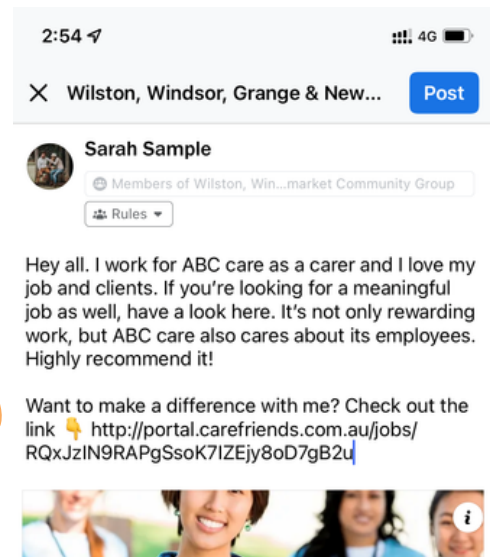 2:54
4G
Wilston, Windsor, Grange & New...
Post
Sarah Sample
Members of Wilston, Win...market Community Group
Rules
Hey all. I work for ABC care as a carer and I love my
job and clients. If you’re looking for a meaningful
job as well, have a look here. It’s not only rewarding
work, but ABC care also cares about its employees.
Highly recommend it!
Want to make a difference with me? Check out the
link 👇 http://portal.carefriends.com.au/jobs/
RQxJzIN9RAPgSsoK7IZEjy8oD7gB2u
i